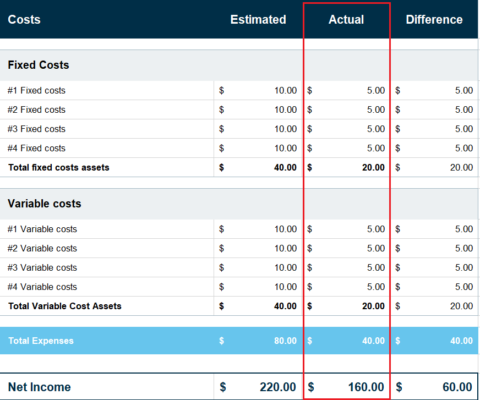 Costs Estimated Actual Difference
Fixed Costs
#1 Fixed costs $ 10.00 $ 5.00 $ 5.00
#2 Fixed costs $ 10.00 $ 5.00 $ 5.00
#3 Fixed costs $ 10.00 $ 5.00 $ 5.00
#4 Fixed costs $ 10.00 $ 5.00 $ 5.00
Total fixed costs assets $ 40.00 $ 20.00 $ 20.00
Variable costs
#1 Variable costs $ 10.00 $ 5.00 $ 5.00
#2 Variable costs $ 10.00 $ 5.00 $ 5.00
#3 Variable costs $ 10.00 $ 5.00 $ 5.00
#4 Variable costs $ 10.00 $ 5.00 $ 5.00
Total Variable Cost Assets $ 40.00 $ 20.00 $ 20.00
Total Expenses $ 80.00 $ 40.00 $ 40.00
Net Income $ 220.00 $ 160.00 $ 60.00